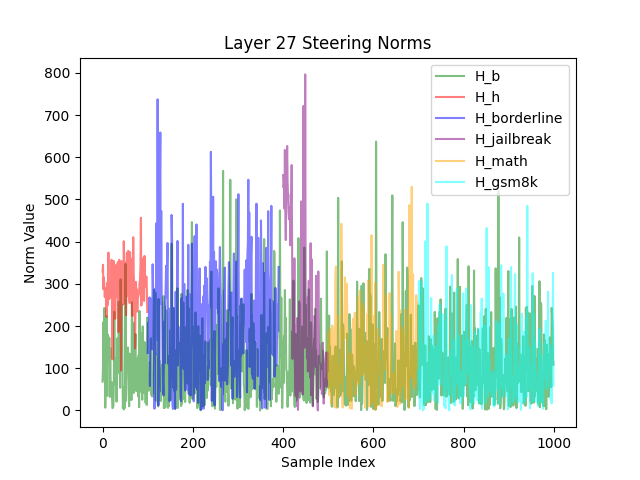 Layer 27 Steering Norms
H_b
H_h
H_borderline
H_jailbreak
H_math
H_gsm8k
800
700
600
500
400
300
200
100
0
Norm Value
0
200
400
600
800
1000
Sample Index